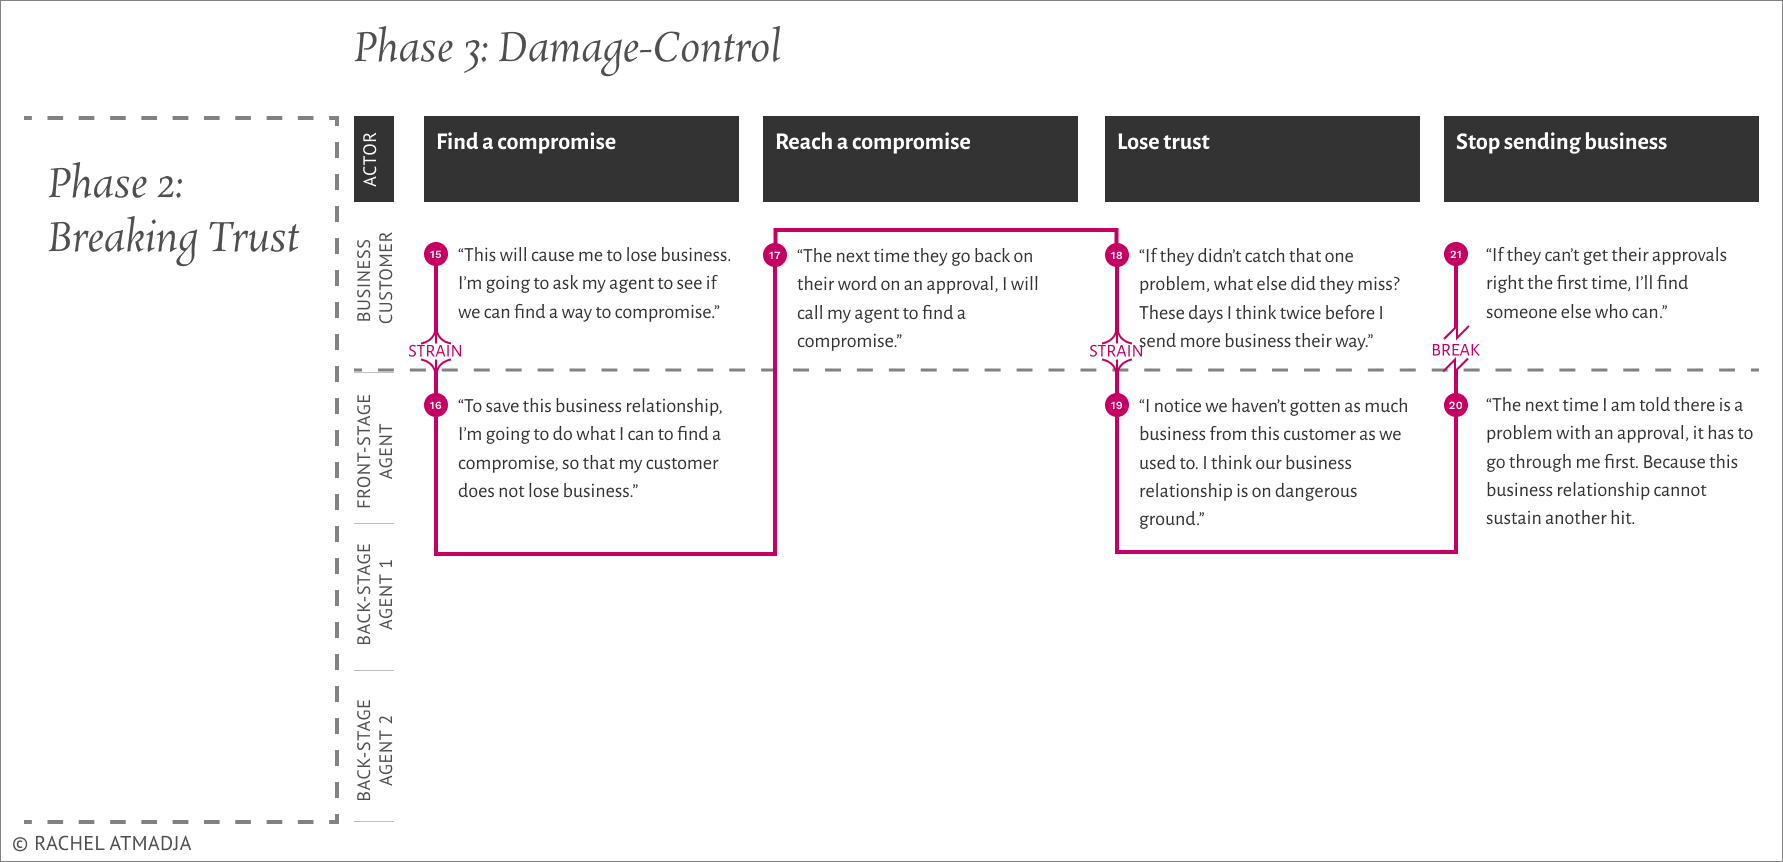 Phase 3: Damage-Control
Phase 2:
Breaking Trust
ACTOR
Find a compromise
Reach a compromise
Lose trust
Stop sending business
BUSINESS
CUSTOMER
15
“This will cause me to lose business.
I’m going to ask my agent to see if
we can find a way to compromise.”
STRAIN
17
“The next time they go back on
their word on an approval, I will
call my agent to find a
compromise.”
18
“If they didn’t catch that one
problem, what else did they miss?
These days I think twice before I
send more business their way.”
STRAIN
21
“If they can’t get their approvals
right the first time, I’ll find
someone else who can.”
BREAK
FRONT-STAGE
AGENT
16
“To save this business relationship,
I’m going to do what I can to find a
compromise, so that my customer
does not lose business.”
19
“I notice we haven’t gotten as much
business from this customer as we
used to. I think our business
relationship is on dangerous
ground.”
20
“The next time I am told there is a
problem with an approval, it has to
go through me first. Because this
business relationship cannot
sustain another hit.
BACK-STAGE
AGENT 1
BACK-STAGE
AGENT 2
© RACHEL ATMADJA